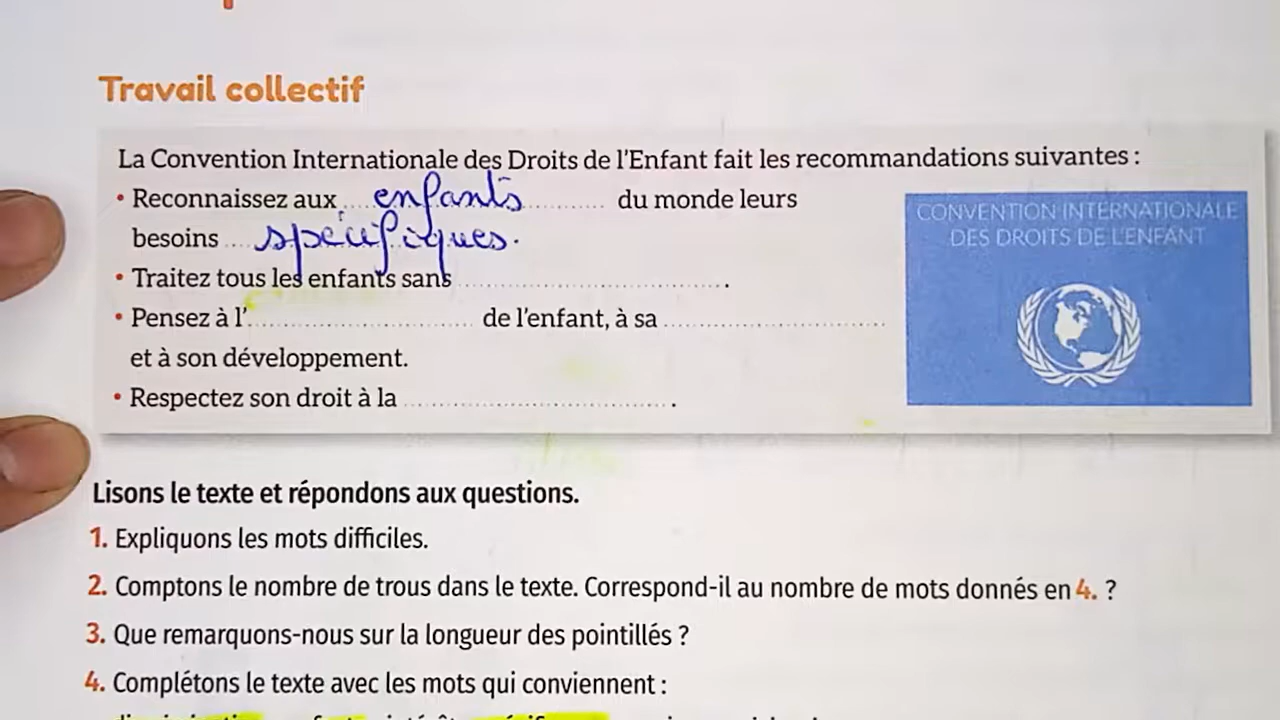 Travail collectif
La Convention Internationale des Droits de l'Enfant fait les recommandations suivantes :
• Reconnaissez aux ... enfants .......... du monde leurs
besoins ... spécifiques.
• Traitez tous les enfants sans ........................................ .
• Pensez à l'................................. de l'enfant, à sa .................................
et à son développement.
• Respectez son droit à la ........................................ .
CONVENTION INTERNATIONALE
DES DROITS DE L'ENFANT
Lisons le texte et répondons aux questions.
1. Expliquons les mots difficiles.
2. Comptons le nombre de trous dans le texte. Correspond-il au nombre de mots donnés en 4. ?
3. Que remarquons-nous sur la longueur des pointillés ?
4. Complétons le texte avec les mots qui conviennent :